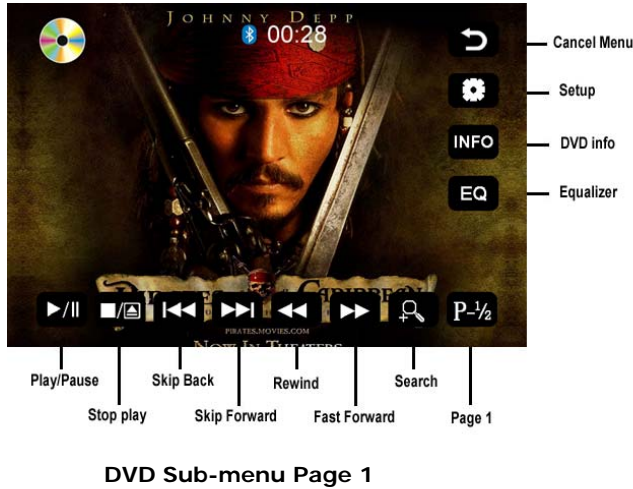 JOHNNY DEPP
00:28
Cancel Menu
Setup
INFO
DVD info
EQ
Equalizer
CARIBBEAN
P-½
PIRATES.MOVIES.COM
NOW IN THEATERS
Play/Pause
Skip Back
Rewind
Search
Stop play
Skip Forward
Fast Forward
Page 1
DVD Sub-menu Page 1